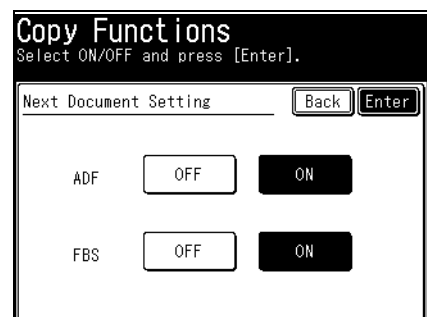 Copy Functions
Select ON/OFF and press [Enter].
Next Document Setting Back Enter
ADF OFF ON
FBS OFF ON